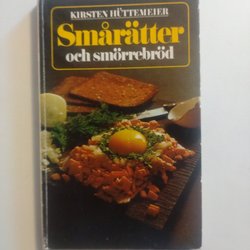 KIRSTEN HÜTTEMEIER
Smårätter
och smörrebröd